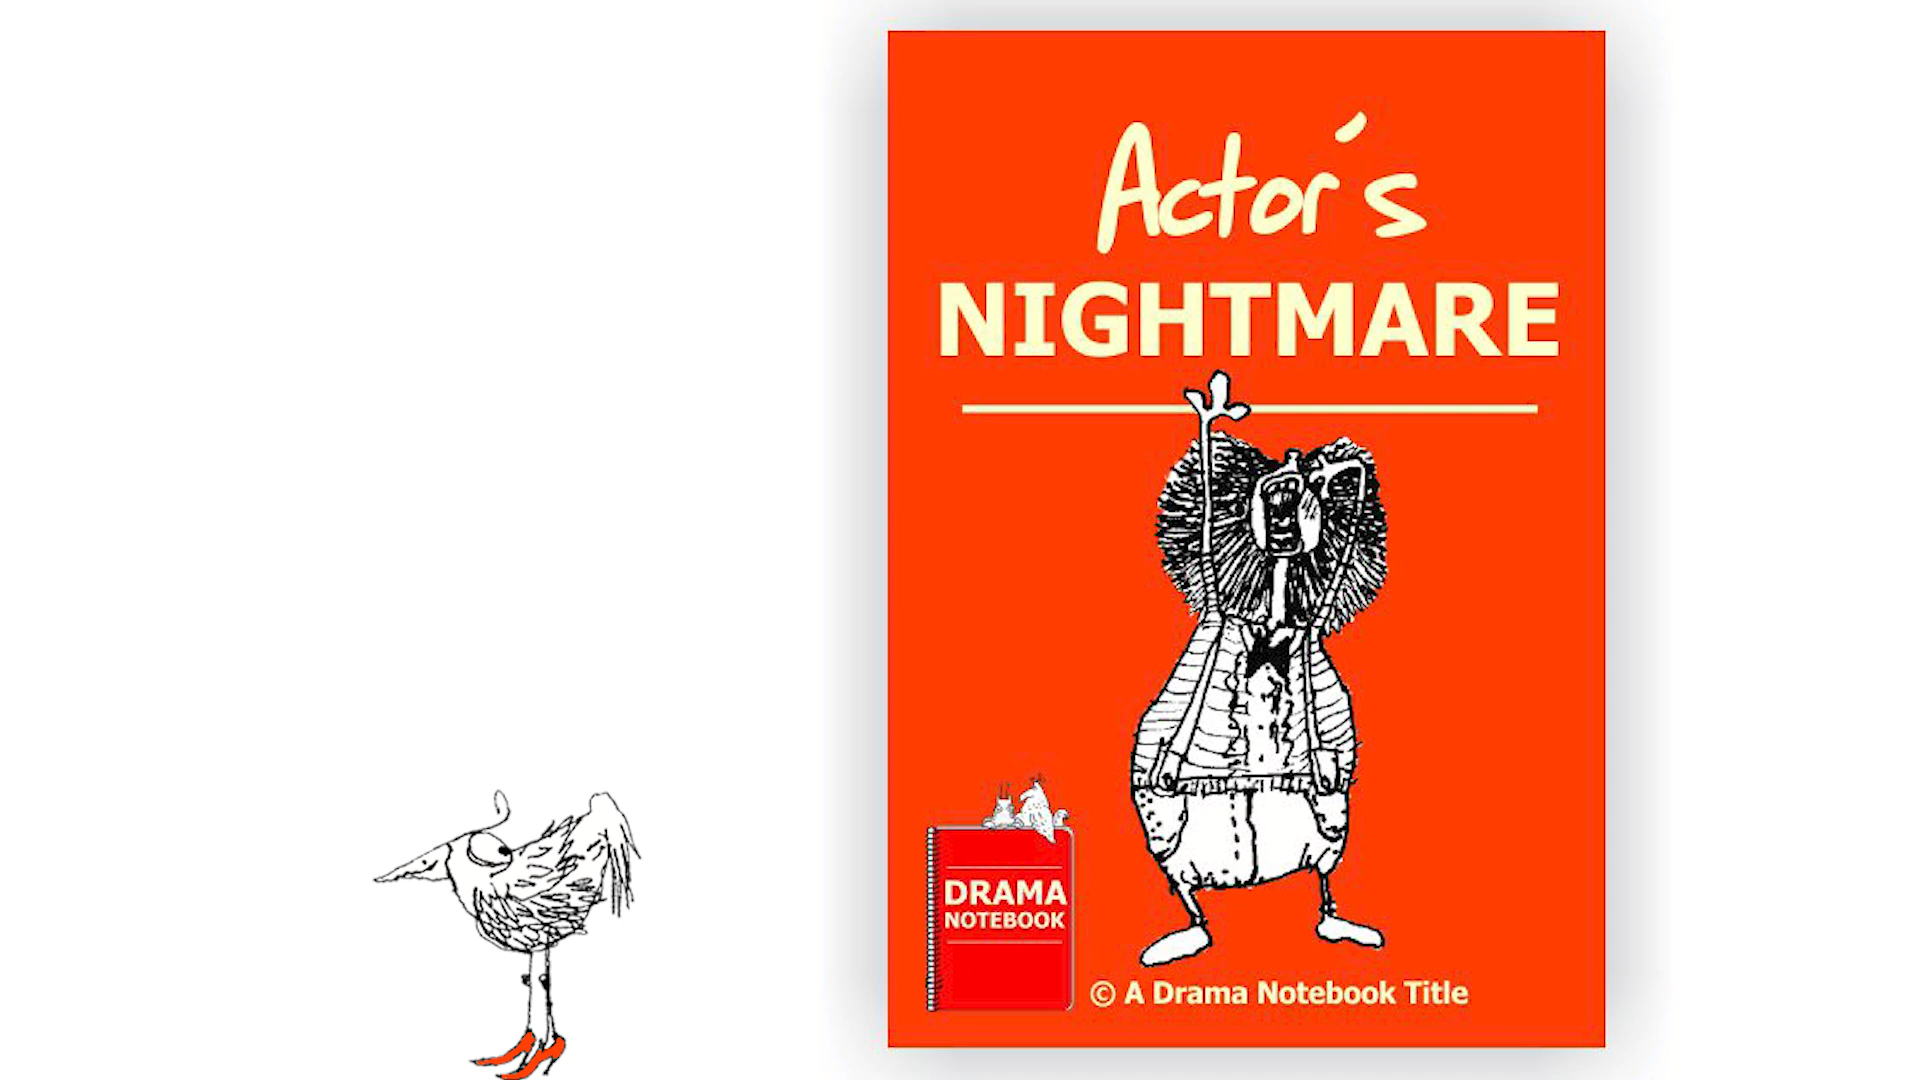 Actor's
NIGHTMARE
DRAMA
NOTEBOOK
© A Drama Notebook Title